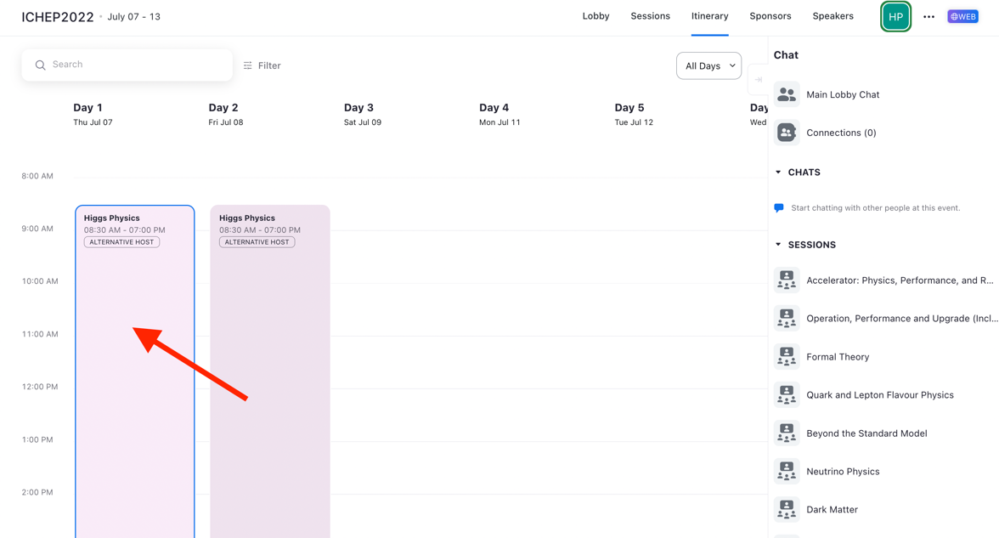 ICHEP2022 • July 07 - 13
Lobby
Sessions
Itinerary
Sponsors
Speakers
HP
WEB
Search
Filter
All Days
Day 1
Thu Jul 07
Day 2
Fri Jul 08
Day 3
Sat Jul 09
Day 4
Mon Jul 11
Day 5
Tue Jul 12
Day
Wed
8:00 AM
9:00 AM
10:00 AM
11:00 AM
12:00 PM
1:00 PM
2:00 PM
Higgs Physics
08:30 AM - 07:00 PM
ALTERNATIVE HOST
Higgs Physics
08:30 AM - 07:00 PM
ALTERNATIVE HOST
Chat
Main Lobby Chat
Connections (0)
CHATS
Start chatting with other people at this event.
SESSIONS
Accelerator: Physics, Performance, and R...
Operation, Performance and Upgrade (Incl...
Formal Theory
Quark and Lepton Flavour Physics
Beyond the Standard Model
Neutrino Physics
Dark Matter